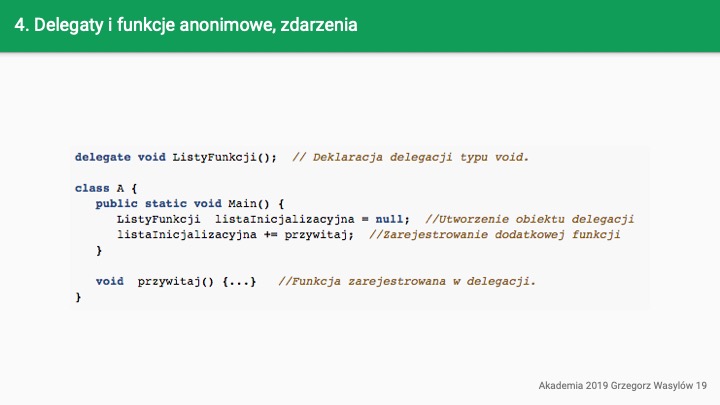 4. Delegaty i funkcje anonimowe, zdarzenia
delegate void ListyFunkcji();  // Deklaracja delegacji typu void.
class A {
public static void Main() {
ListyFunkcji  listaInicjalizacyjna = null;  //Utworzenie obiektu delegacji
listaInicjalizacyjna += przywitaj;  //Zarejestrowanie dodatkowej funkcji
}
void  przywitaj() {...}   //Funkcja zarejestrowana w delegacji.
}
Akademia 2019 Grzegorz Wasylów 19